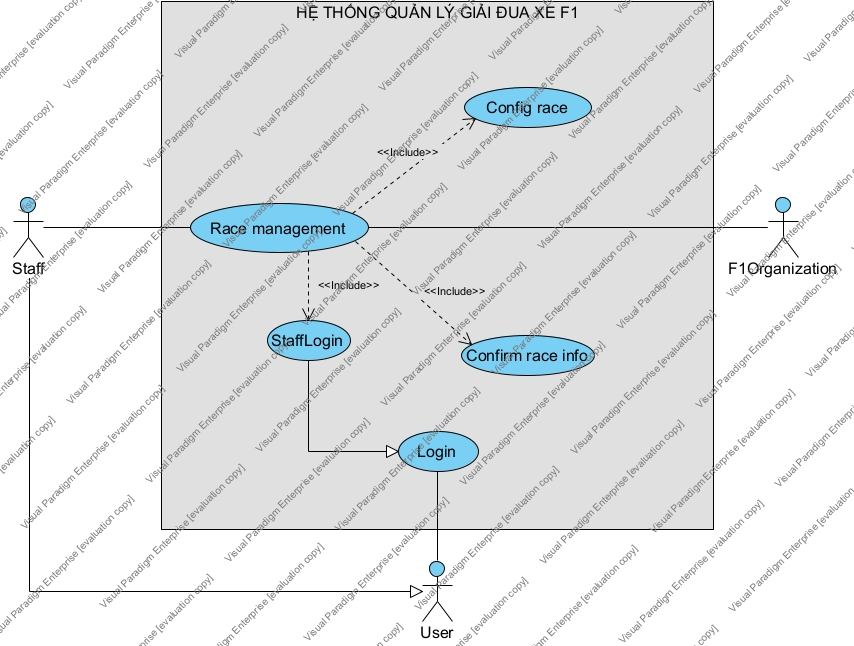 HỆ THỐNG QUẢN LÝ GIẢI ĐUA XE F1
Config race
<<Include>>
Race management
Staff
F1Organization
<<Include>>
<<Include>>
StaffLogin
Confirm race info
Login
User
Visual Paradigm Enterprise [evaluation copy]